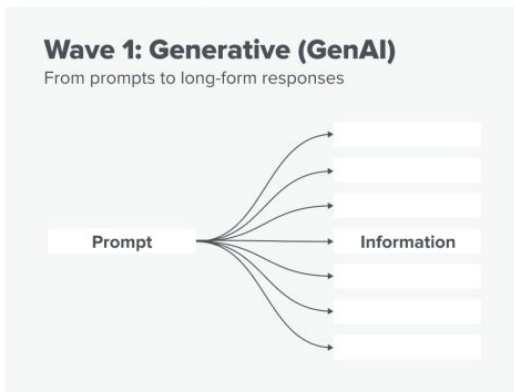 Wave 1: Generative (GenAI)
From prompts to long-form responses
Prompt
Information